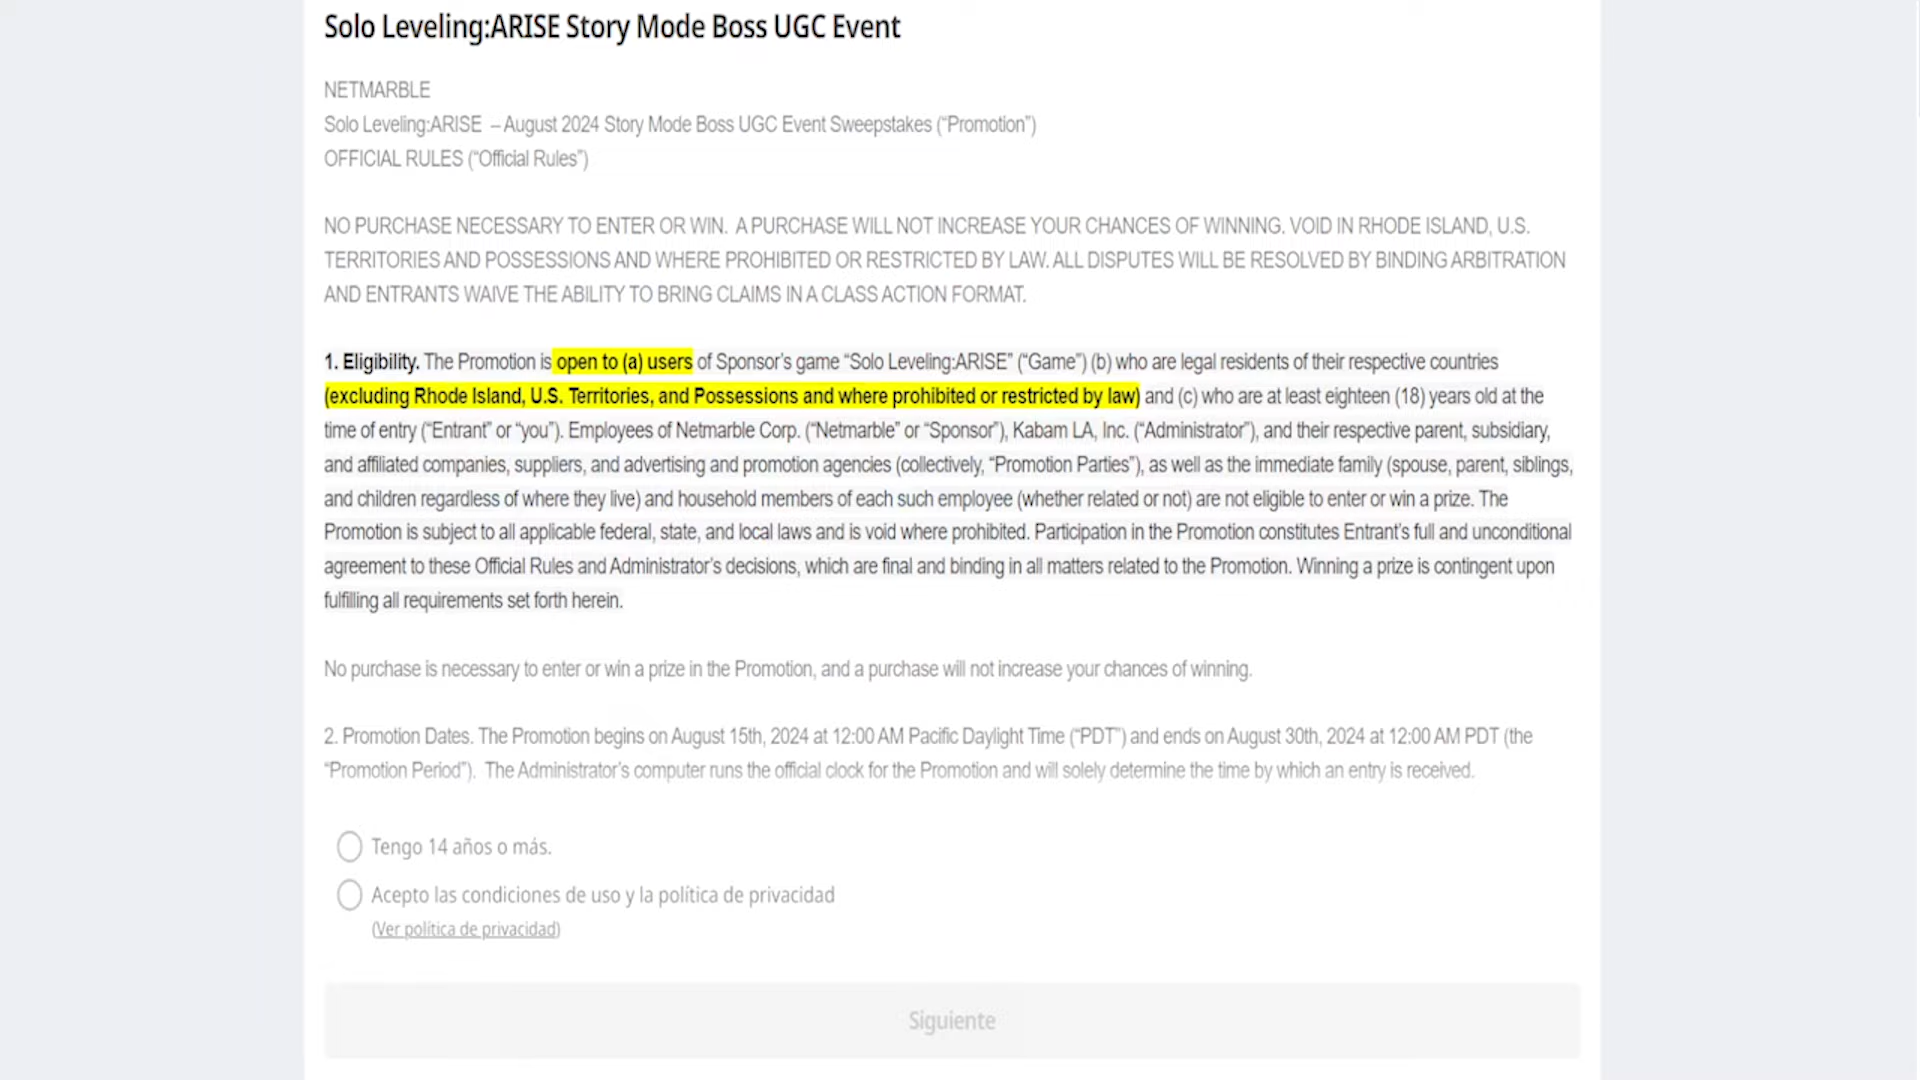 Solo Leveling:ARISE Story Mode Boss UGC Event
NETMARBLE
Solo Leveling:ARISE – August 2024 Story Mode Boss UGC Event Sweepstakes (“Promotion”)
OFFICIAL RULES (“Official Rules”)
NO PURCHASE NECESSARY TO ENTER OR WIN. A PURCHASE WILL NOT INCREASE YOUR CHANCES OF WINNING. VOID IN RHODE ISLAND, U.S.
TERRITORIES AND POSSESSIONS AND WHERE PROHIBITED OR RESTRICTED BY LAW. ALL DISPUTES WILL BE RESOLVED BY BINDING ARBITRATION
AND ENTRANTS WAIVE THE ABILITY TO BRING CLAIMS IN A CLASS ACTION FORMAT.
1. Eligibility. The Promotion is open to (a) users of Sponsor’s game “Solo Leveling:ARISE” (“Game”) (b) who are legal residents of their respective countries
(excluding Rhode Island, U.S. Territories, and Possessions and where prohibited or restricted by law) and (c) who are at least eighteen (18) years old at the
time of entry (“Entrant” or “you”). Employees of Netmarble Corp. (“Netmarble” or “Sponsor”), Kabam LA, Inc. (“Administrator”), and their respective parent, subsidiary,
and affiliated companies, suppliers, and advertising and promotion agencies (collectively, “Promotion Parties”), as well as the immediate family (spouse, parent, siblings,
and children regardless of where they live) and household members of each such employee (whether related or not) are not eligible to enter or win a prize. The
Promotion is subject to all applicable federal, state, and local laws and is void where prohibited. Participation in the Promotion constitutes Entrant’s full and unconditional
agreement to these Official Rules and Administrator’s decisions, which are final and binding in all matters related to the Promotion. Winning a prize is contingent upon
fulfilling all requirements set forth herein.
No purchase is necessary to enter or win a prize in the Promotion, and a purchase will not increase your chances of winning.
2. Promotion Dates. The Promotion begins on August 15th, 2024 at 12:00 AM Pacific Daylight Time (“PDT”) and ends on August 30th, 2024 at 12:00 AM PDT (the
“Promotion Period”). The Administrator’s computer runs the official clock for the Promotion and will solely determine the time by which an entry is received.
Tengo 14 años o más.
Acepto las condiciones de uso y la política de privacidad
(Ver política de privacidad)
Siguiente